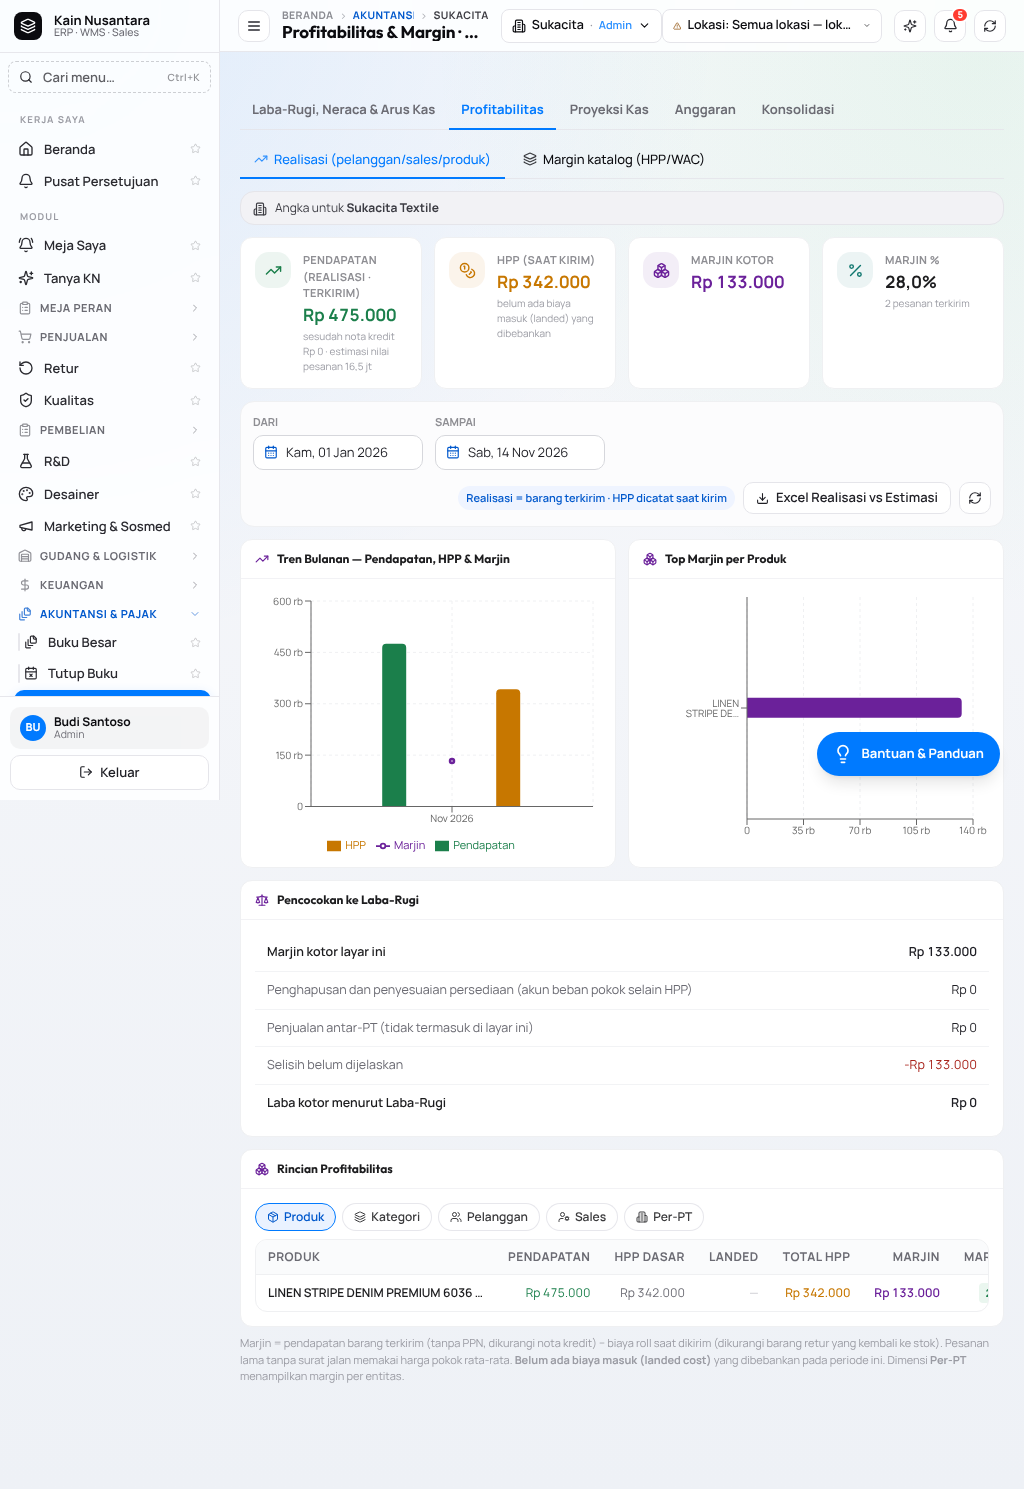 Kain Nusantara
ERP · WMS · Sales
Cari menu...
Ctrl+K
KERJA SAYA
Beranda
Pusat Persetujuan
MODUL
Meja Saya
Tanya KN
MEJA PERAN
PENJUALAN
Retur
Kualitas
PEMBELIAN
R&D
Desainer
Marketing & Sosmed
GUDANG & LOGISTIK
KEUANGAN
AKUNTANSI & PAJAK
Buku Besar
Tutup Buku
BU
Budi Santoso
Admin
Keluar
BERANDA > AKUNTANSI > SUKACITA
Profitabilitas & Margin · ...
Sukacita · Admin
Lokasi: Semua lokasi — lok...
5
Laba-Rugi, Neraca & Arus Kas
Profitabilitas
Proyeksi Kas
Anggaran
Konsolidasi
Realisasi (pelanggan/sales/produk)
Margin katalog (HPP/WAC)
Angka untuk Sukacita Textile
PENDAPATAN
(REALISASI ·
TERKIRIM)
Rp 475.000
sesudah nota kredit
Rp 0 · estimasi nilai
pesanan 16,5 jt
HPP (SAAT KIRIM)
Rp 342.000
belum ada biaya
masuk (landed) yang
dibebankan
MARJIN KOTOR
Rp 133.000
MARJIN %
28,0%
2 pesanan terkirim
DARI
Kam, 01 Jan 2026
SAMPAI
Sab, 14 Nov 2026
Realisasi = barang terkirim · HPP dicatat saat kirim
Excel Realisasi vs Estimasi
Tren Bulanan — Pendapatan, HPP & Marjin
600 rb
450 rb
300 rb
150 rb
0
Nov 2026
HPP
Marjin
Pendapatan
Top Marjin per Produk
LINEN
STRIPE DE...
0
35 rb
70 rb
105 rb
140 rb
Bantuan & Panduan
Pencocokan ke Laba-Rugi
Marjin kotor layar ini
Rp 133.000
Penghapusan dan penyesuaian persediaan (akun beban pokok selain HPP)
Rp 0
Penjualan antar-PT (tidak termasuk di layar ini)
Rp 0
Selisih belum dijelaskan
-Rp 133.000
Laba kotor menurut Laba-Rugi
Rp 0
Rincian Profitabilitas
Produk
Kategori
Pelanggan
Sales
Per-PT
PRODUK
PENDAPATAN
HPP DASAR
LANDED
TOTAL HPP
MARJIN
LINEN STRIPE DENIM PREMIUM 6036 ...
Rp 475.000
Rp 342.000
—
Rp 342.000
Rp 133.000
Marjin = pendapatan barang terkirim (tanpa PPN, dikurangi nota kredit) − biaya roll saat dikirim (dikurangi barang retur yang kembali ke stok). Pesanan
lama tanpa surat jalan memakai harga pokok rata-rata. Belum ada biaya masuk (landed cost) yang dibebankan pada periode ini. Dimensi Per-PT
menampilkan margin per entitas.